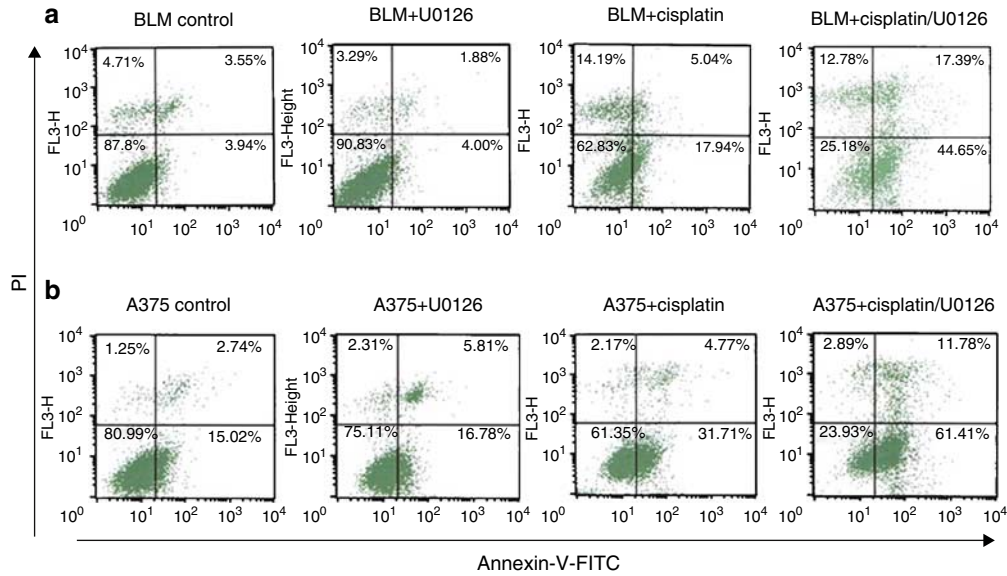 a
BLM control
BLM+U0126
BLM+cisplatin
BLM+cisplatin/U0126
FL3-H
10⁴
10³
10²
10¹
10⁰
4.71%
3.55%
87.8%
3.94%
10¹ 10² 10³ 10⁴
FL3-Height
10⁴
10³
10²
10¹
10⁰
3.29%
1.88%
90.83%
4.00%
10¹ 10² 10³ 10⁴
FL3-H
10⁴
10³
10²
10¹
10⁰
14.19%
5.04%
62.83%
17.94%
10¹ 10² 10³ 10⁴
FL3-H
10⁴
10³
10²
10¹
10⁰
12.78%
17.39%
25.18%
44.65%
10¹ 10² 10³ 10⁴
PI
b
A375 control
A375+U0126
A375+cisplatin
A375+cisplatin/U0126
FL3-H
10⁴
10³
10²
10¹
10⁰
1.25%
2.74%
80.99%
15.02%
10¹ 10² 10³ 10⁴
FL3-Height
10⁴
10³
10²
10¹
10⁰
2.31%
5.81%
75.11%
16.78%
10¹ 10² 10³ 10⁴
FL3-H
10⁴
10³
10²
10¹
10⁰
2.17%
4.77%
61.35%
31.71%
10¹ 10² 10³ 10⁴
FL3-H
10⁴
10³
10²
10¹
10⁰
2.89%
11.78%
23.93%
61.41%
10¹ 10² 10³ 10⁴
Annexin-V-FITC